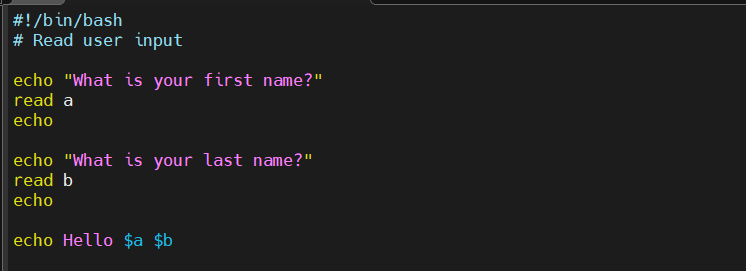 #!/bin/bash
# Read user input
echo "What is your first name?"
read a
echo
echo "What is your last name?"
read b
echo
echo Hello $a $b